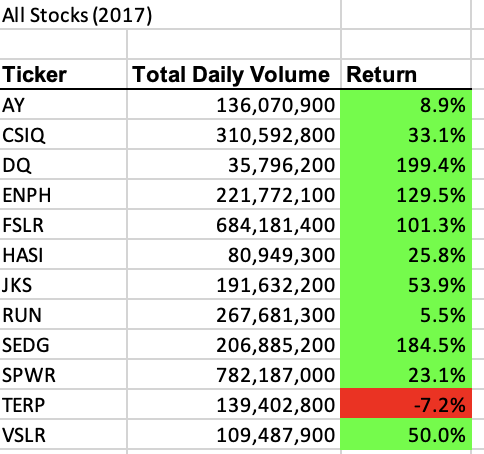 All Stocks (2017)
Ticker Total Daily Volume Return
AY 136,070,900 8.9%
CSIQ 310,592,800 33.1%
DQ 35,796,200 199.4%
ENPH 221,772,100 129.5%
FSLR 684,181,400 101.3%
HASI 80,949,300 25.8%
JKS 191,632,200 53.9%
RUN 267,681,300 5.5%
SEDG 206,885,200 184.5%
SPWR 782,187,000 23.1%
TERP 139,402,800 -7.2%
VSLR 109,487,900 50.0%